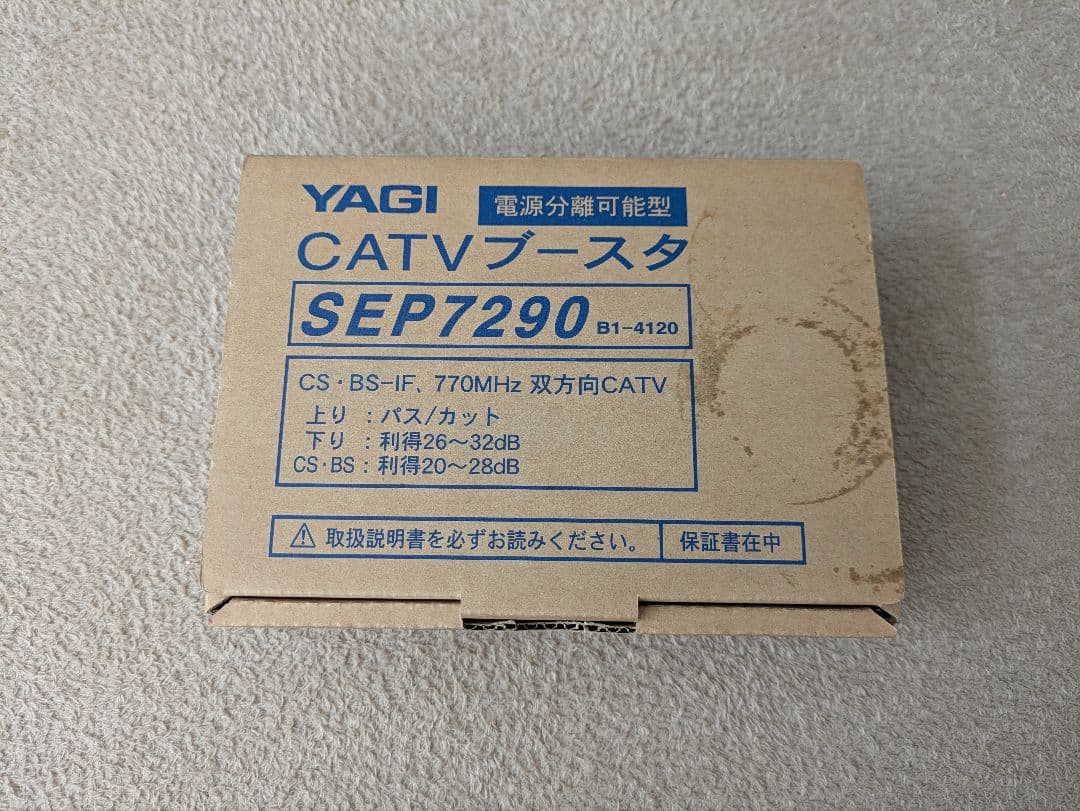 YAGI 電源分離可能型
CATVブースタ
SEP7290 B1-4120
CS・BS-IF、770MHz 双方向CATV
上り：パス/カット
下り：利得26〜32dB
CS・BS：利得20〜28dB
⚠ 取扱説明書を必ずお読みください。 保証書在中